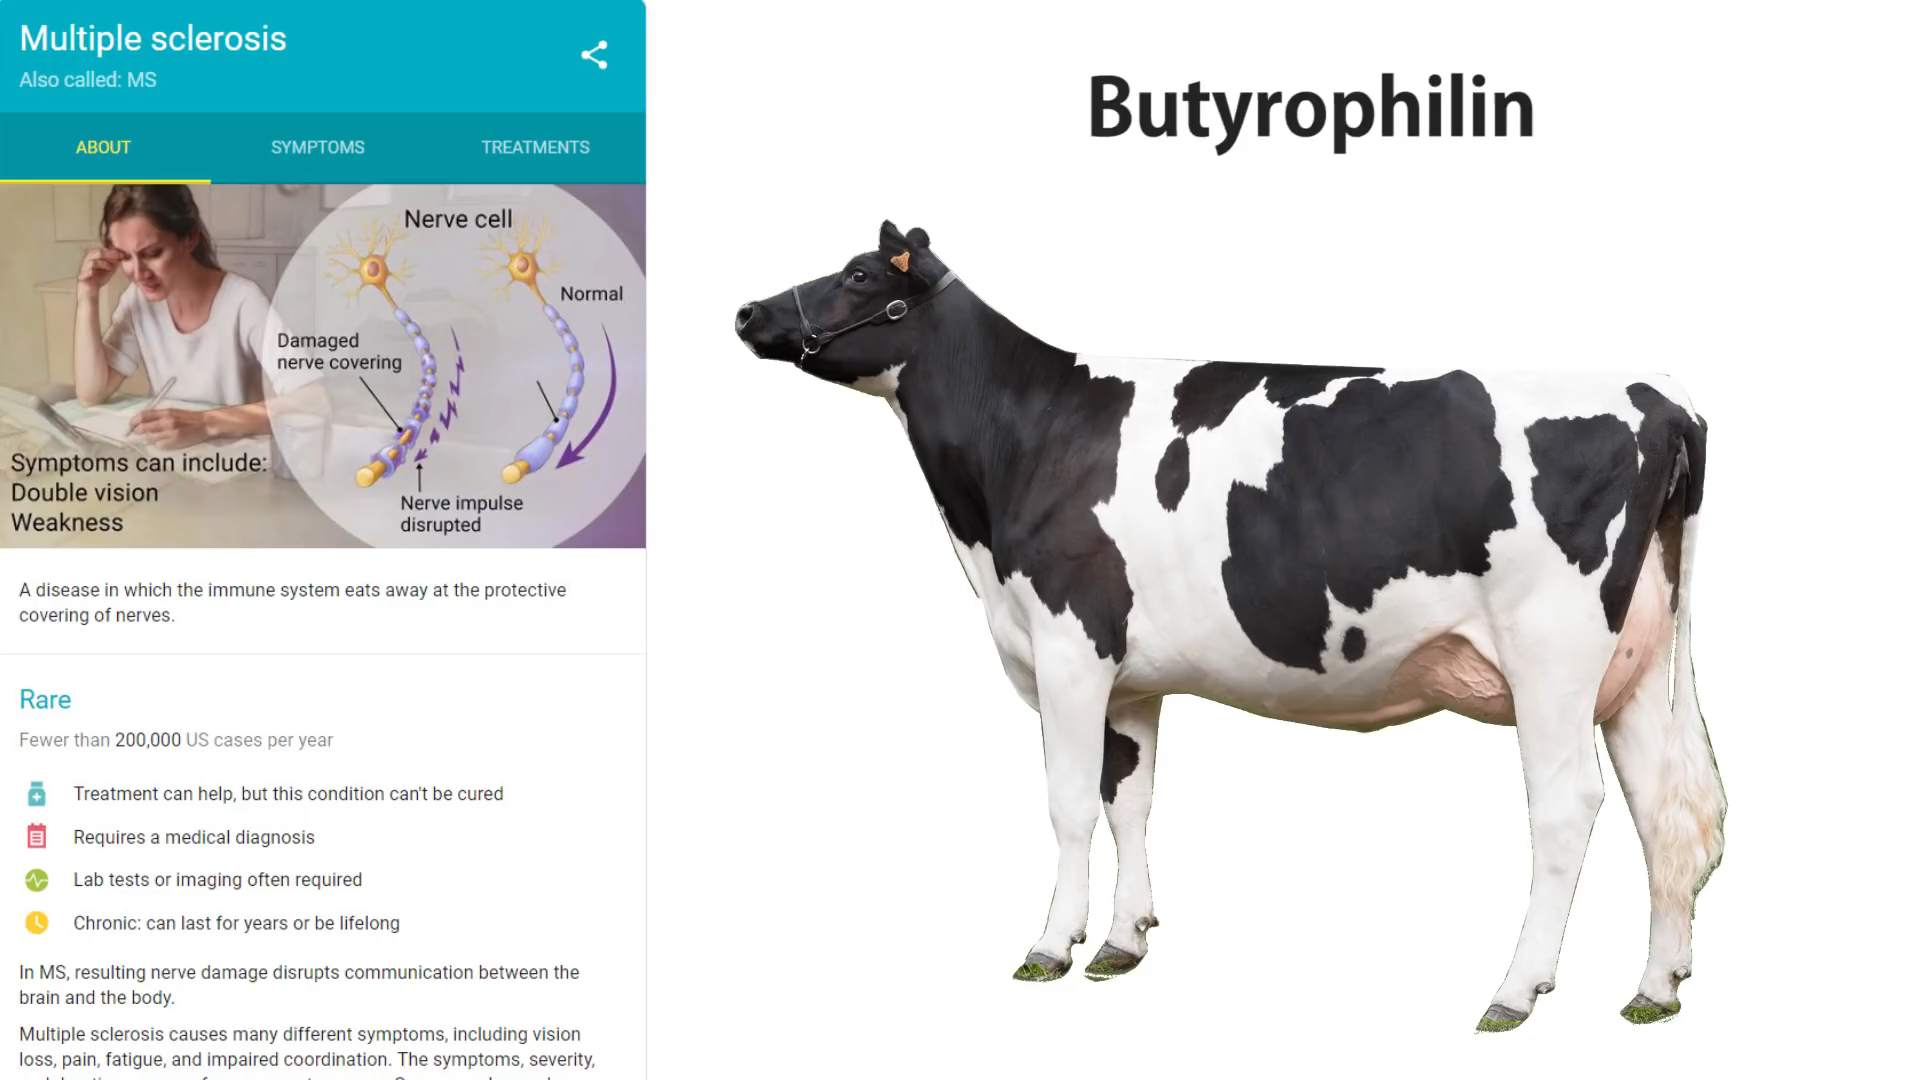 Multiple sclerosis
Also called: MS
ABOUT
SYMPTOMS
TREATMENTS
Nerve cell
Normal
Damaged
nerve covering
Symptoms can include:
Double vision
Weakness
Nerve impulse
disrupted
A disease in which the immune system eats away at the protective
covering of nerves.
Rare
Fewer than 200,000 US cases per year
Treatment can help, but this condition can't be cured
Requires a medical diagnosis
Lab tests or imaging often required
Chronic: can last for years or be lifelong
In MS, resulting nerve damage disrupts communication between the
brain and the body.
Multiple sclerosis causes many different symptoms, including vision
loss, pain, fatigue, and impaired coordination. The symptoms, severity,
Butyrophilin